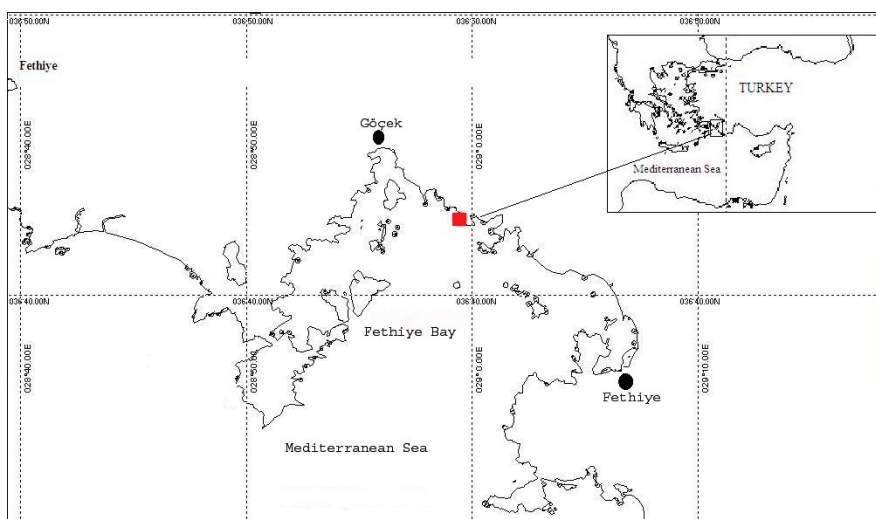 036'50.00N 036'50.00N 036'50.00N 036'50.00N
Fethiye
TURKEY
Mediterranean Sea
028'40.00E 028'50.00E 029'0.00E
Göçek
036'40.00N 036'40.00N 036'30.00N 036'40.00N
Fethiye Bay
028'40.00E 028'50.00E 029'0.00E 029'10.00E
Fethiye
Mediterranean Sea